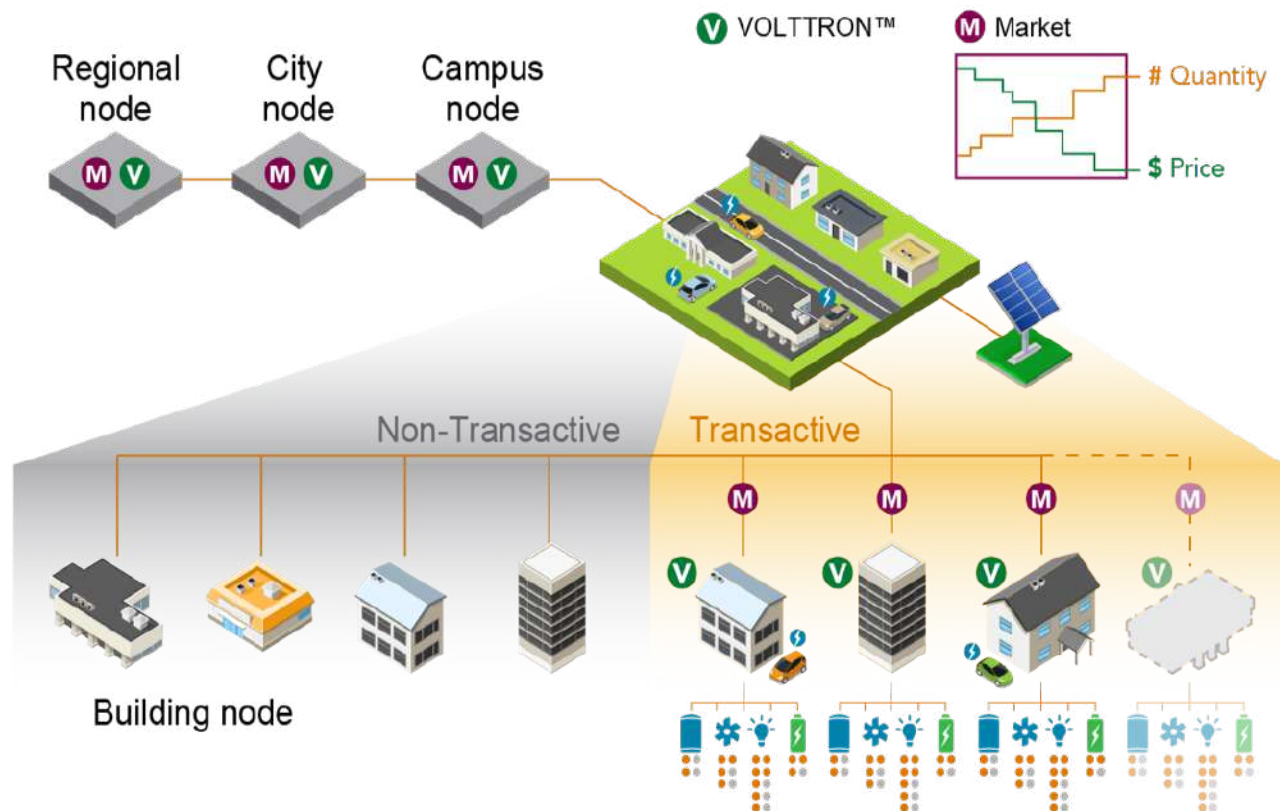 V VOLTTRON™
M Market
# Quantity
$ Price
Regional
node
City
node
Campus
node
M V
M V
M V
Non-Transactive
Transactive
M
M
M
M
V
V
V
V
Building node